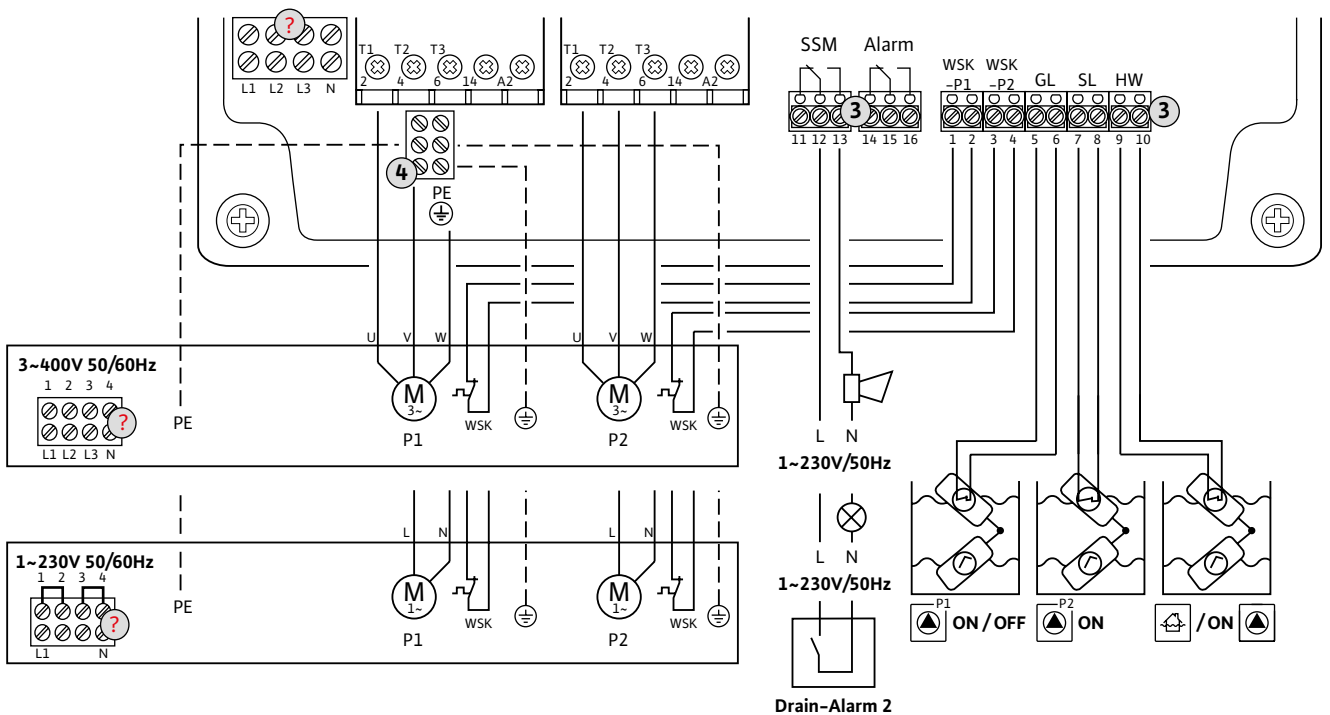 ?
L1 L2 L3 N
T1 T2 T3
2 4 6 14 A2
T1 T2 T3
2 4 6 14 A2
SSM Alarm
WSK -P1 WSK -P2 GL SL HW
3 3
11 12 13 14 15 16 1 2 3 4 5 6 7 8 9 10
4
PE
U V W U V W
3~400V 50/60Hz
1 2 3 4
?
L1 L2 L3 N
PE
M 3~ M 3~
WSK WSK
P1 P2
L N
1~230V/50Hz
L N L N
1~230V 50/60Hz
1 2 3 4
?
L1 N
PE
M 1~ M 1~
WSK WSK
P1 P2
L N
1~230V/50Hz
P1 ON/OFF P2 ON /ON
Drain-Alarm 2